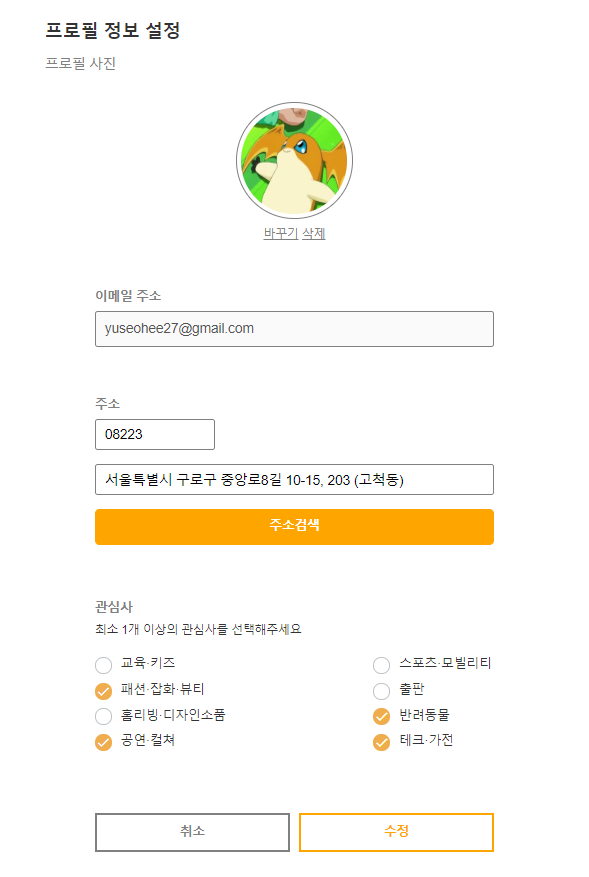 프로필 정보 설정
프로필 사진
바꾸기 삭제
이메일 주소
yuseohee27@gmail.com
주소
08223
서울특별시 구로구 중앙로8길 10-15, 203 (고척동)
주소검색
관심사
최소 1개 이상의 관심사를 선택해주세요
교육·키즈 스포츠·모빌리티
패션·잡화·뷰티 출판
홈리빙·디자인소품 반려동물
공연·컬쳐 테크·가전
취소 수정